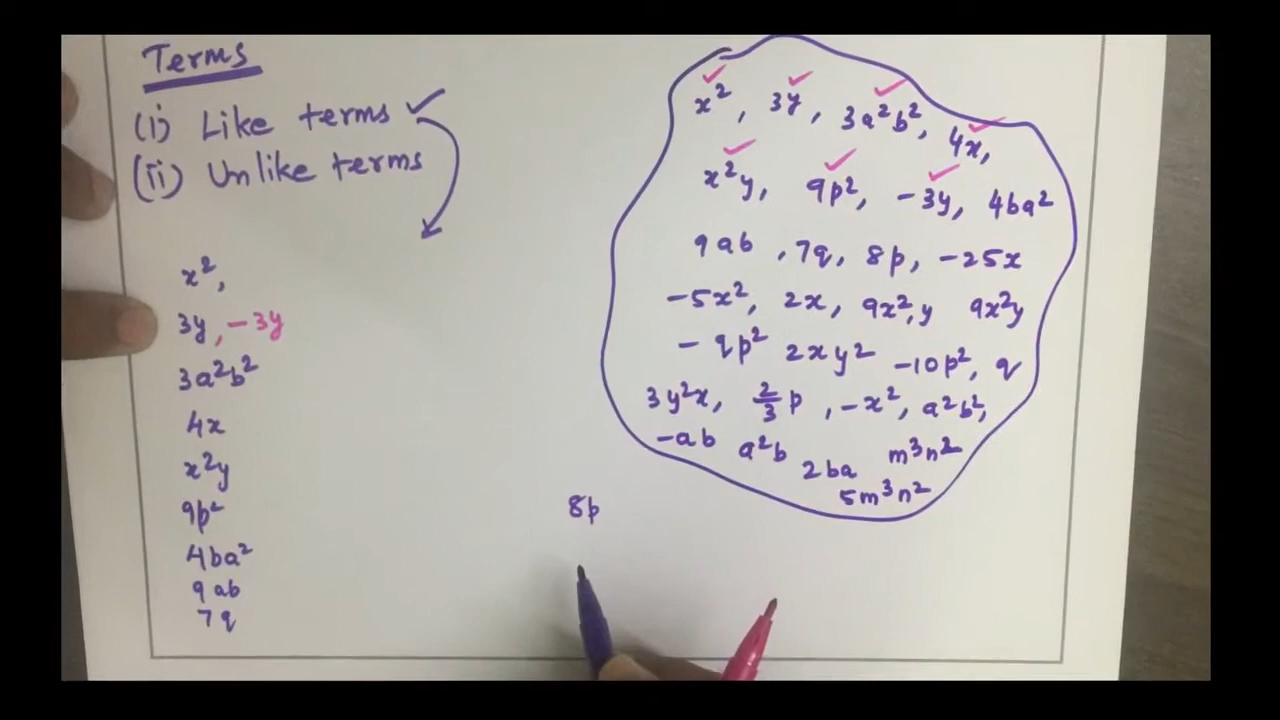 Terms
(i) Like terms ✓
(ii) Unlike terms
x², 
3y, -3y
3a²b²
4x
x²y
9p²
4ba²
9ab
7q
8p
x², 3y, 3a²b², 4x,
x²y, 9p², -3y, 4ba²
9ab, 7q, 8p, -25x
-5x², 2x, 9x², y 9x²y
- qp² 2xy² -10p², q
3y²x, 2/3 p, -x², a²b²,
-ab a²b 2ba m³n²
5m³n²